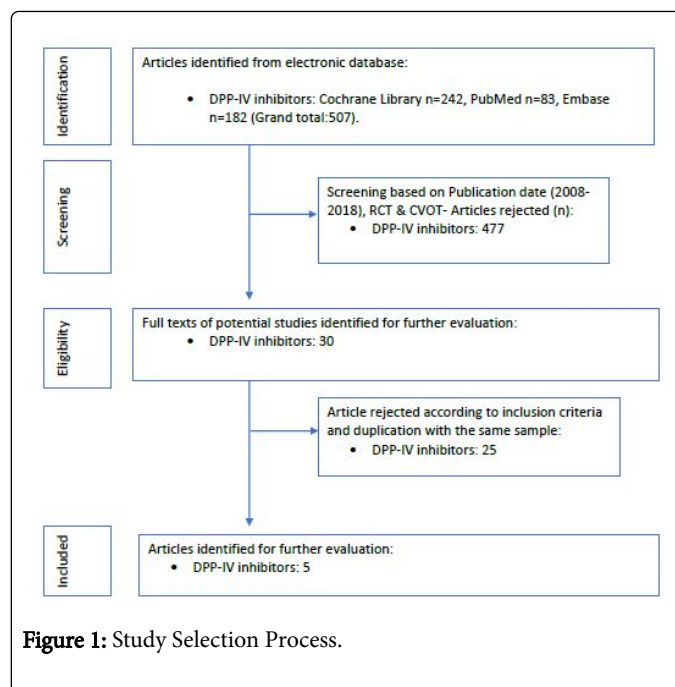 Identification
Articles identified from electronic database:
• DPP-IV inhibitors: Cochrane Library n=242, PubMed n=83, Embase
n=182 (Grand total:507).
Screening
Screening based on Publication date (2008-
2018), RCT & CVOT- Articles rejected (n):
• DPP-IV inhibitors: 477
Eligibility
Full texts of potential studies identified for further evaluation:
• DPP-IV inhibitors: 30
Article rejected according to inclusion criteria
and duplication with the same sample:
• DPP-IV inhibitors: 25
Included
Articles identified for further evaluation:
• DPP-IV inhibitors: 5
Figure 1: Study Selection Process.